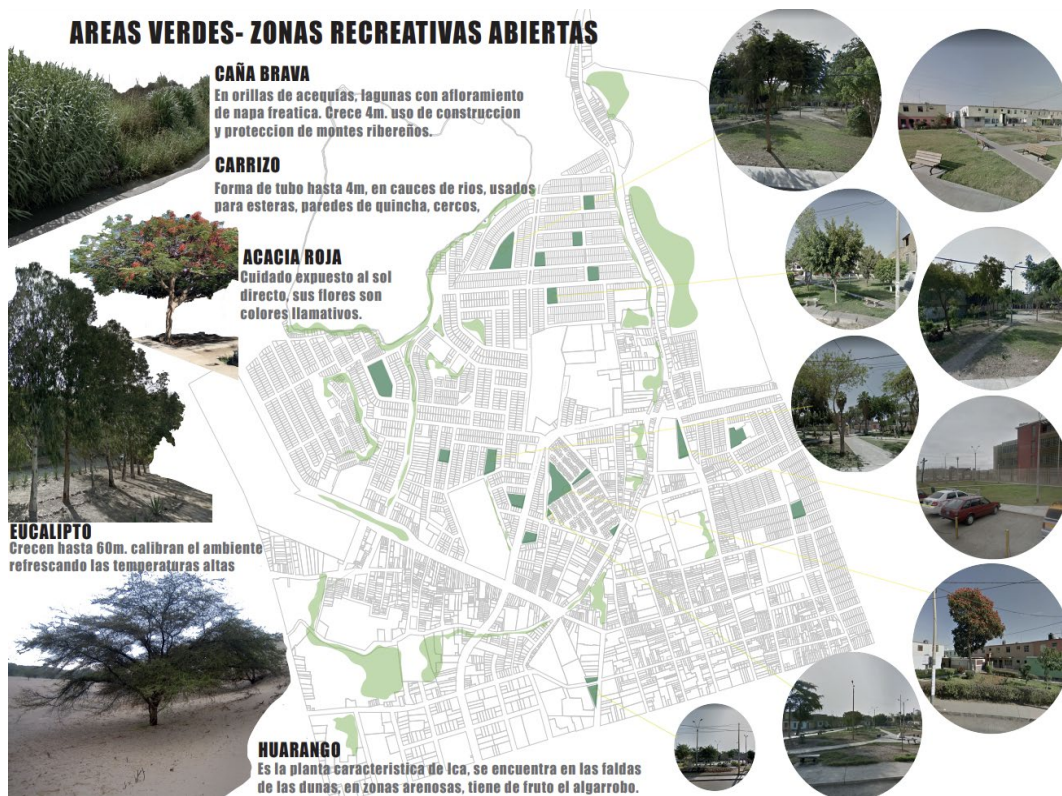 AREAS VERDES- ZONAS RECREATIVAS ABIERTAS
CAÑA BRAVA
En orillas de acequias, lagunas con afloramiento
de napa freatica. Crece 4m. uso de construccion
y proteccion de montes ribereños.
CARRIZO
Forma de tubo hasta 4m, en cauces de rios, usados
para esteras, paredes de quincha, cercos,
ACACIA ROJA
Cuidado expuesto al sol
directo, sus flores son
colores llamativos.
EUCALIPTO
Crecen hasta 60m. calibran el ambiente
refrescando las temperaturas altas
HUARANGO
Es la planta caracteristica de Ica, se encuentra en las faldas
de las dunas, en zonas arenosas, tiene de fruto el algarrobo.